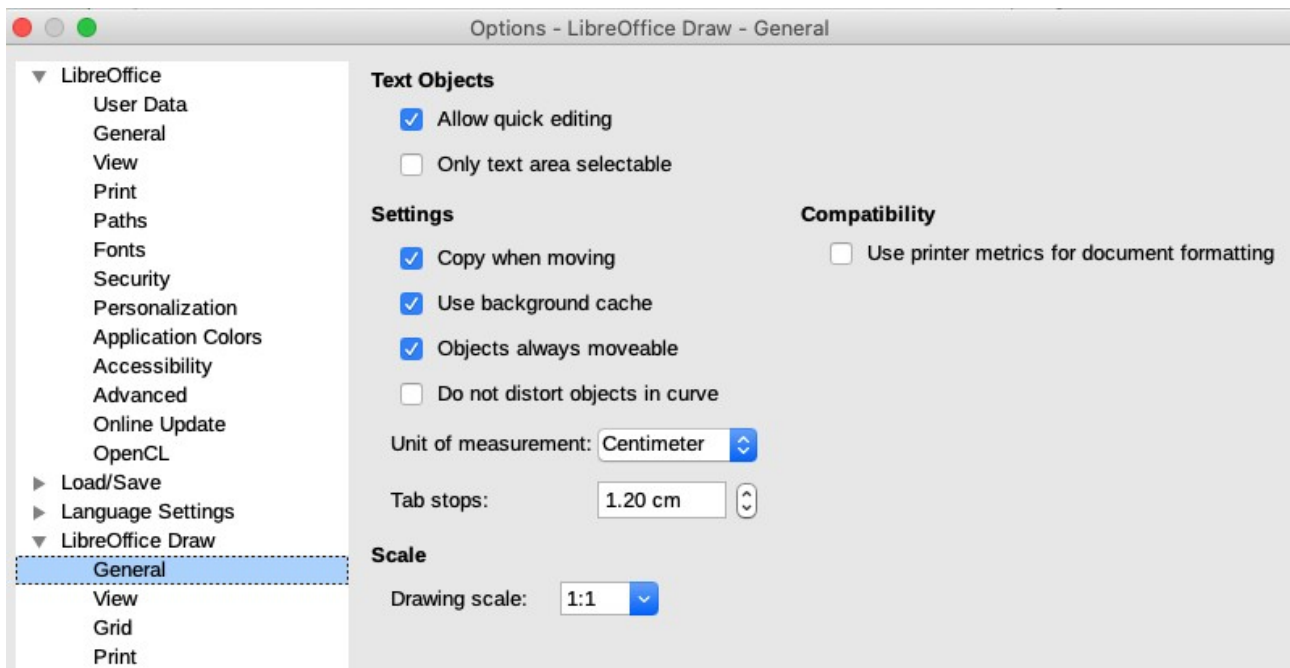 Options - LibreOffice Draw - General
LibreOffice
User Data
General
View
Print
Paths
Fonts
Security
Personalization
Application Colors
Accessibility
Advanced
Online Update
OpenCL
Load/Save
Language Settings
LibreOffice Draw
General
View
Grid
Print
Text Objects
Allow quick editing
Only text area selectable
Settings
Copy when moving
Use background cache
Objects always moveable
Do not distort objects in curve
Unit of measurement: Centimeter
Tab stops: 1.20 cm
Scale
Drawing scale: 1:1
Compatibility
Use printer metrics for document formatting